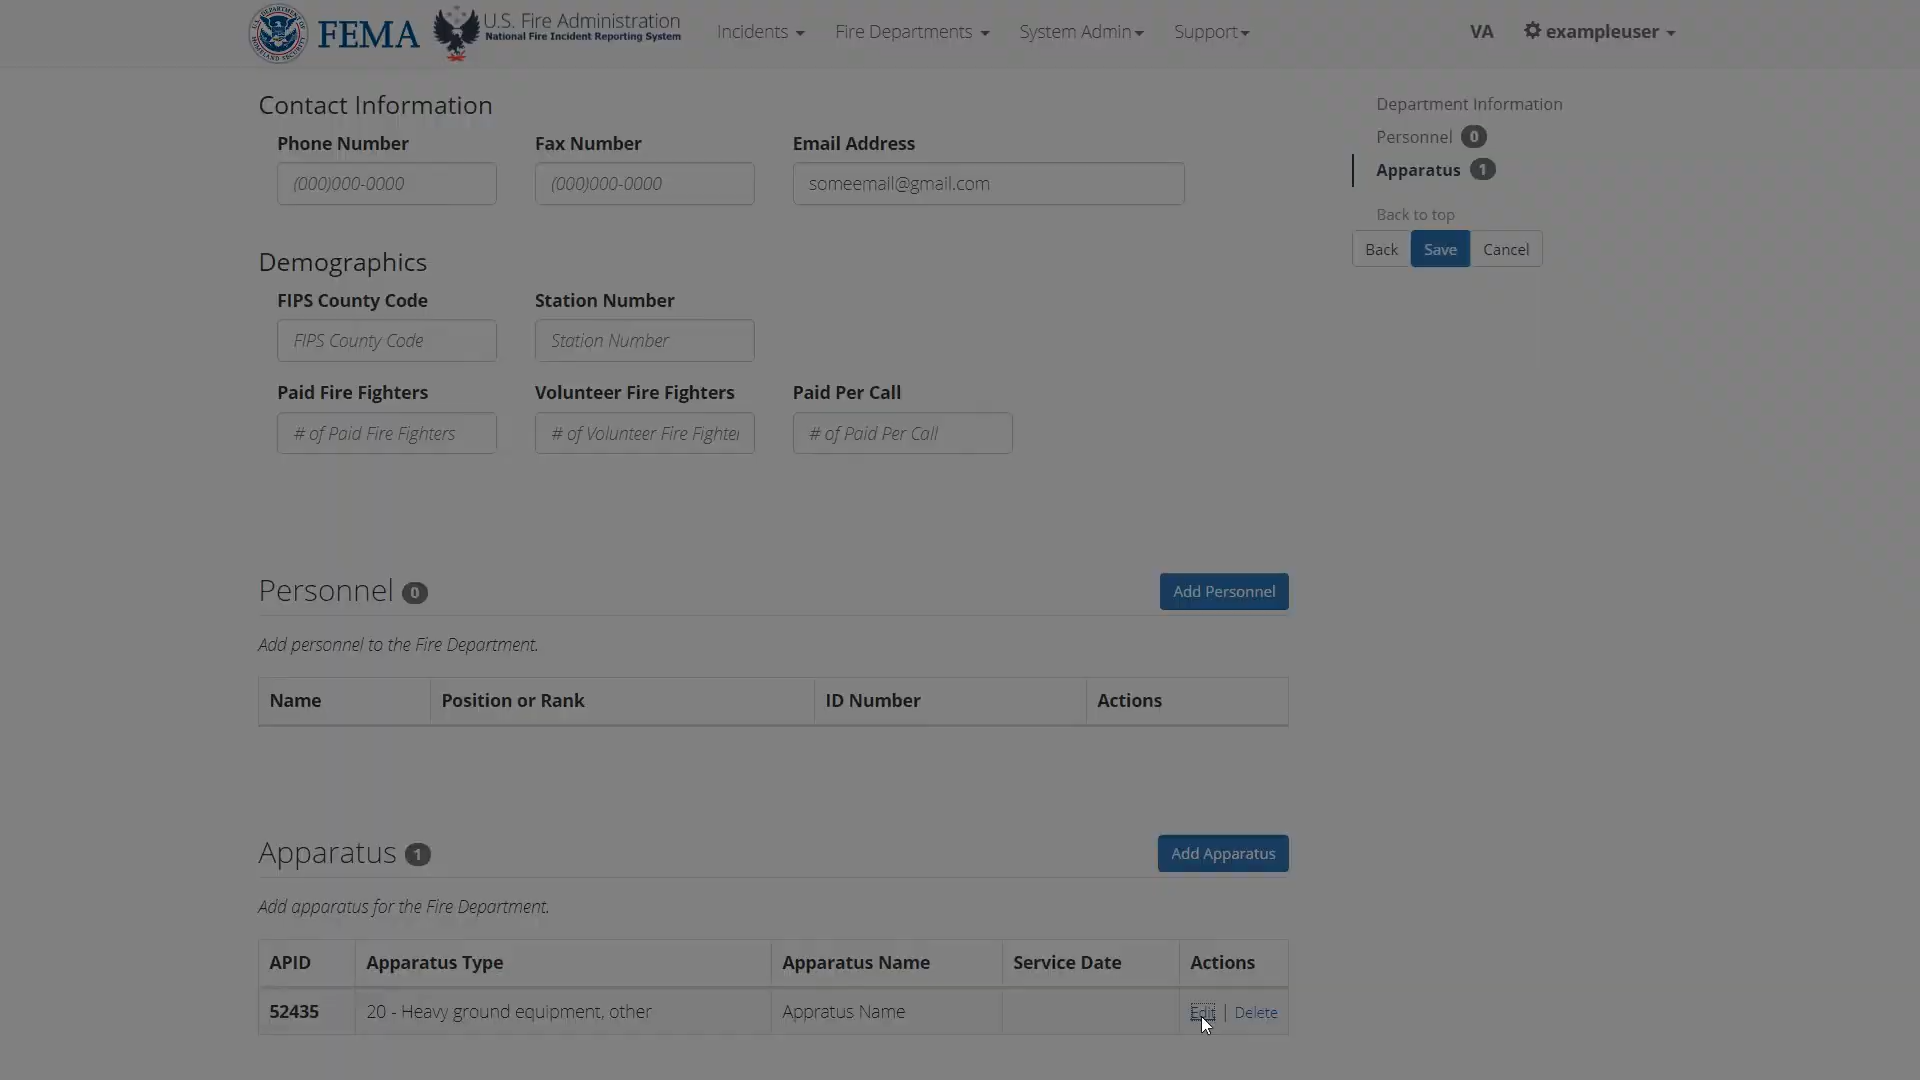 FEMA
U.S. Fire Administration
National Fire Incident Reporting System
Incidents
Fire Departments
System Admin
Support
VA
exampleuser
Contact Information
Phone Number
Fax Number
Email Address
(000)000-0000
(000)000-0000
someemail@gmail.com
Demographics
FIPS County Code
Station Number
FIPS County Code
Station Number
Paid Fire Fighters
Volunteer Fire Fighters
Paid Per Call
# of Paid Fire Fighters
# of Volunteer Fire Fighter
# of Paid Per Call
Department Information
Personnel 0
Apparatus 1
Back to top
Back
Save
Cancel
Personnel 0
Add Personnel
Add personnel to the Fire Department.
Name
Position or Rank
ID Number
Actions
Apparatus 1
Add Apparatus
Add apparatus for the Fire Department.
APID
Apparatus Type
Apparatus Name
Service Date
Actions
52435
20 - Heavy ground equipment, other
Appratus Name
Edit | Delete